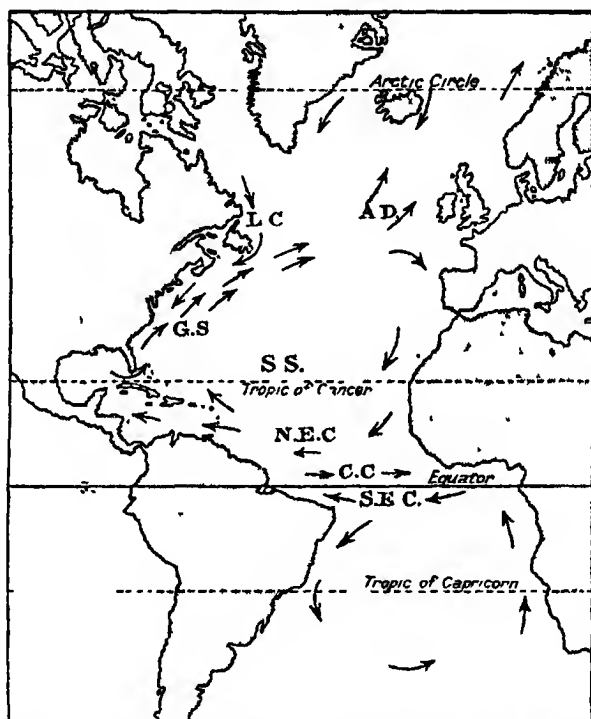 Arctic Circle
L C
A D.
G.S
S S.
Tropic of Cancer
N.E.C
C.C
Equator
S.E C.
Tropic of Capricorn